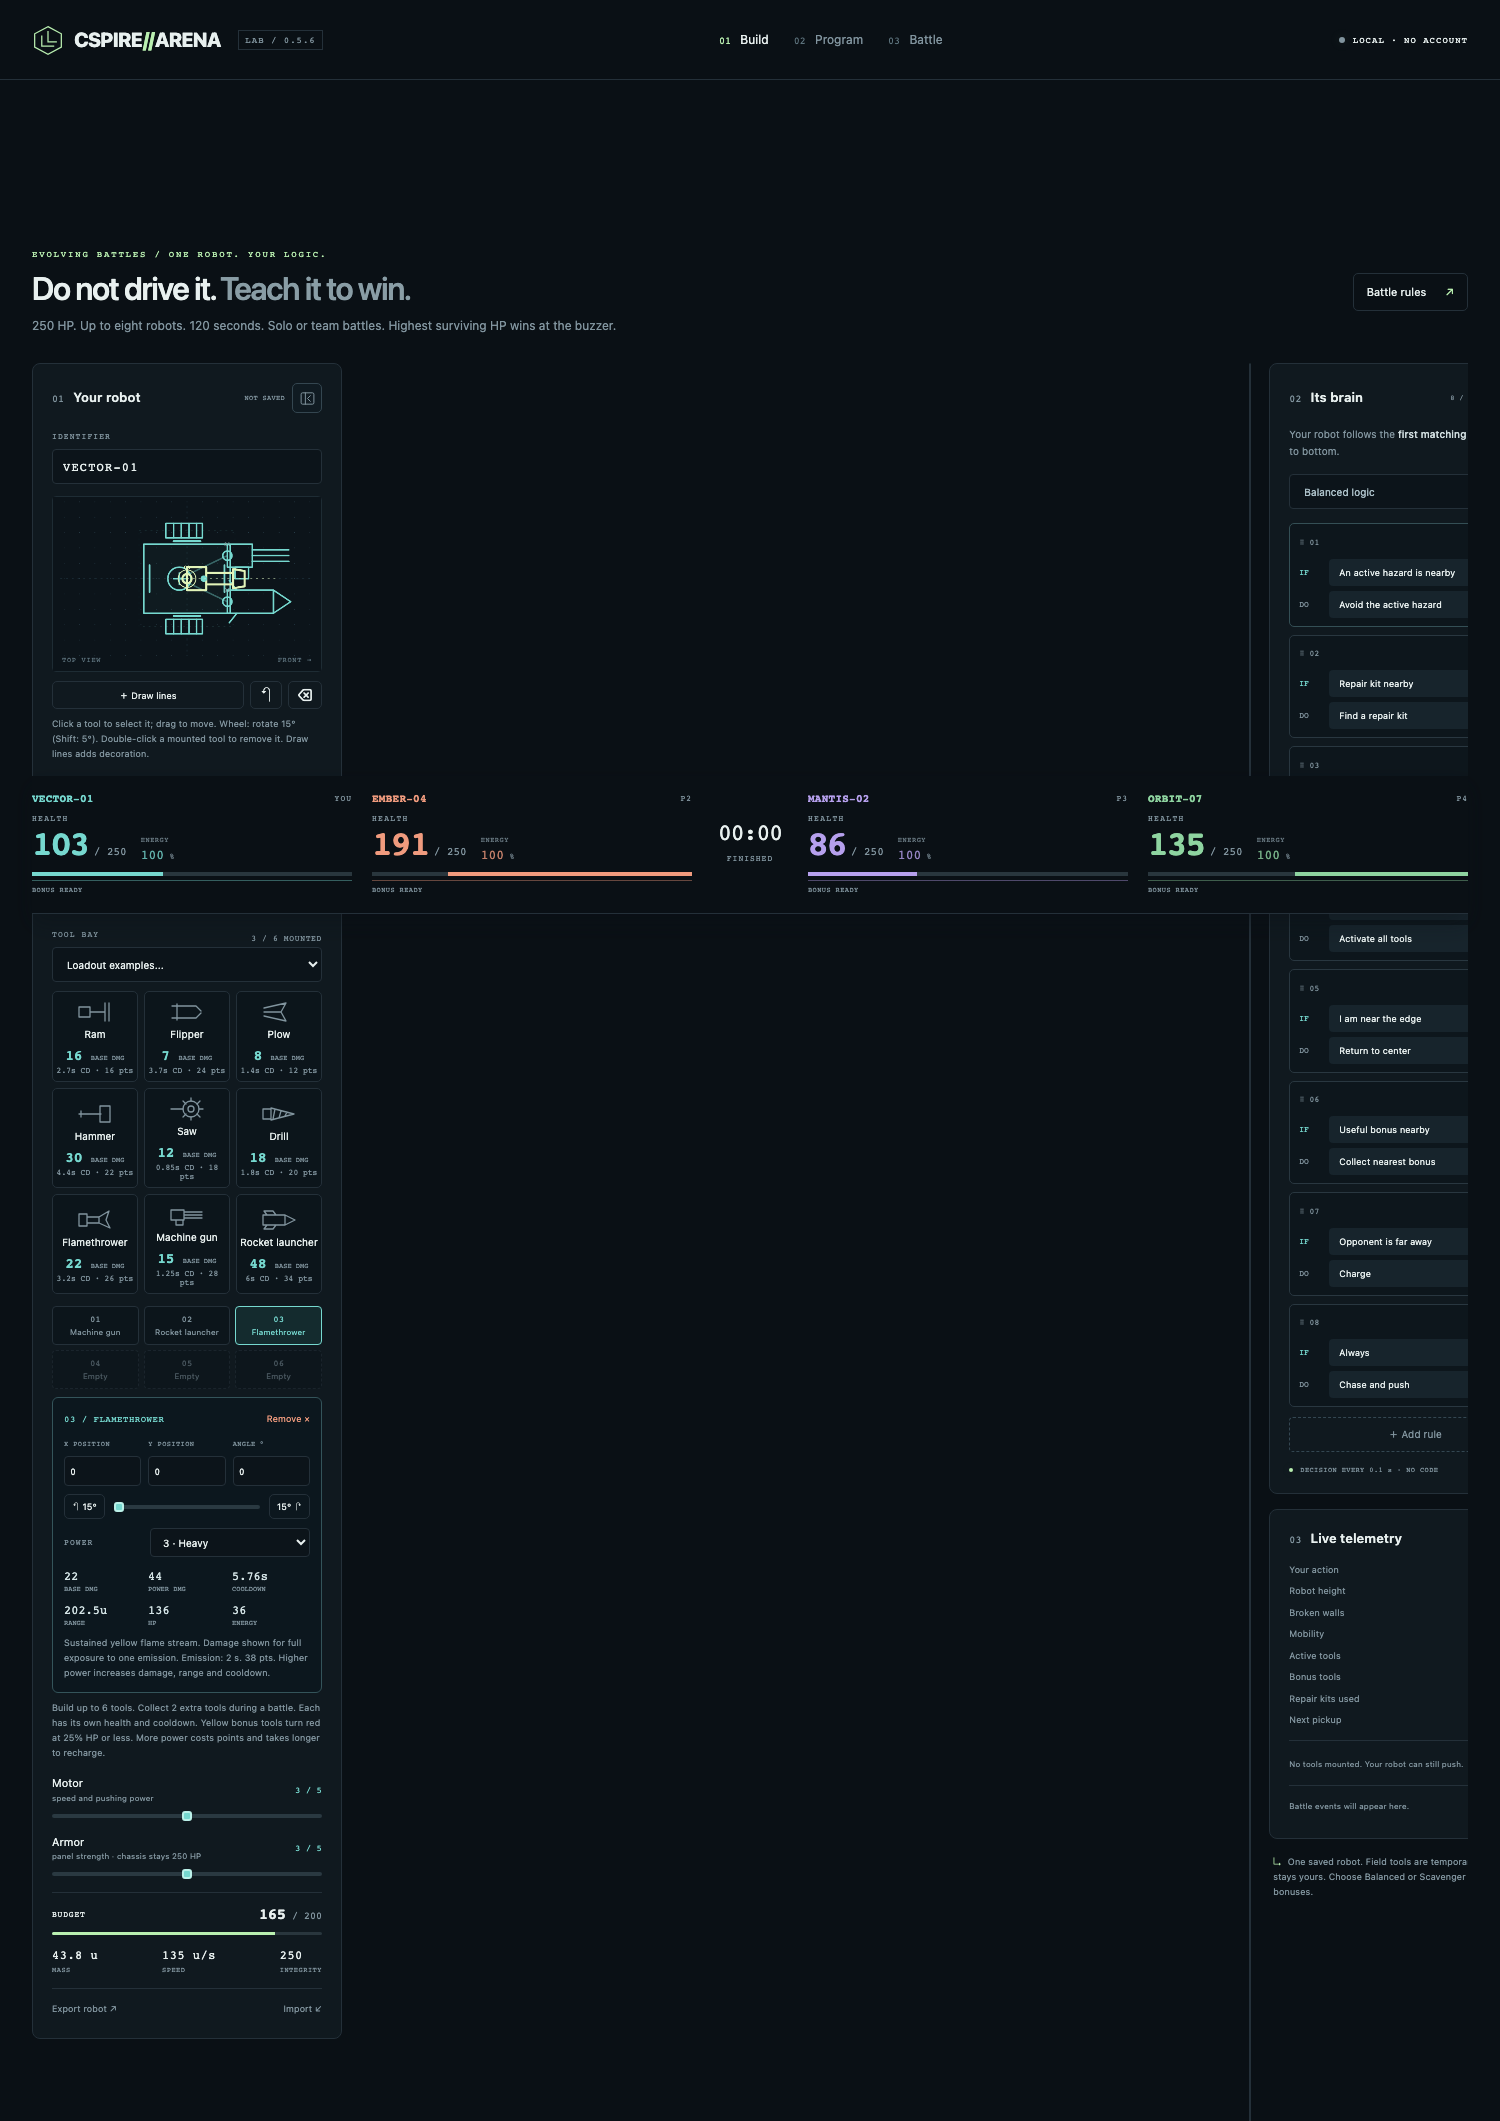 CSPIRE//ARENA
LAB / 0.5.6
01 Build
02 Program
03 Battle
LOCAL · NO ACCOUNT
EVOLVING BATTLES / ONE ROBOT. YOUR LOGIC.
Do not drive it. Teach it to win.
250 HP. Up to eight robots. 120 seconds. Solo or team battles. Highest surviving HP wins at the buzzer.
Battle rules ↗
01 Your robot
NOT SAVED
IDENTIFIER
VECTOR-01
TOP VIEW
FRONT →
+ Draw lines
Click a tool to select it; drag to move. Wheel: rotate 15°
(Shift: 5°). Double-click a mounted tool to remove it. Draw
lines adds decoration.
VECTOR-01 YOU
HEALTH
103 / 250
ENERGY
100 %
BONUS READY
EMBER-04 P2
HEALTH
191 / 250
ENERGY
100 %
BONUS READY
00:00
FINISHED
MANTIS-02 P3
HEALTH
86 / 250
ENERGY
100 %
BONUS READY
ORBIT-07 P4
HEALTH
135 / 250
ENERGY
100 %
BONUS READY
TOOL BAY
3 / 6 MOUNTED
Loadout examples...
Ram
16 BASE DMG
2.7s CD · 16 pts
Flipper
7 BASE DMG
3.7s CD · 24 pts
Plow
8 BASE DMG
1.4s CD · 12 pts
Hammer
30 BASE DMG
4.4s CD · 22 pts
Saw
12 BASE DMG
0.85s CD · 18
pts
Drill
18 BASE DMG
1.8s CD · 20 pts
Flamethrower
22 BASE DMG
3.2s CD · 26 pts
Machine gun
15 BASE DMG
1.25s CD · 28
pts
Rocket launcher
48 BASE DMG
6s CD · 34 pts
01
Machine gun
02
Rocket launcher
03
Flamethrower
04
Empty
05
Empty
06
Empty
03 / FLAMETHROWER
Remove ×
X POSITION
Y POSITION
ANGLE °
0
0
0
↰ 15°
15° ↱
POWER
3 · Heavy
22
BASE DMG
44
POWER DMG
5.76s
COOLDOWN
202.5u
RANGE
136
HP
36
ENERGY
Sustained yellow flame stream. Damage shown for full
exposure to one emission. Emission: 2 s. 38 pts. Higher
power increases damage, range and cooldown.
Build up to 6 tools. Collect 2 extra tools during a battle. Each
has its own health and cooldown. Yellow bonus tools turn red
at 25% HP or less. More power costs points and takes longer
to recharge.
Motor
speed and pushing power
3 / 5
Armor
panel strength · chassis stays 250 HP
3 / 5
BUDGET
165 / 200
43.8 u
MASS
135 u/s
SPEED
250
INTEGRITY
Export robot ↗
Import ↙
02 Its brain
8 /
Your robot follows the first matching
to bottom.
Balanced logic
01
IF An active hazard is nearby
DO Avoid the active hazard
02
IF Repair kit nearby
DO Find a repair kit
03
DO Activate all tools
05
IF I am near the edge
DO Return to center
06
IF Useful bonus nearby
DO Collect nearest bonus
07
IF Opponent is far away
DO Charge
08
IF Always
DO Chase and push
+ Add rule
DECISION EVERY 0.1 s · NO CODE
03 Live telemetry
Your action
Robot height
Broken walls
Mobility
Active tools
Bonus tools
Repair kits used
Next pickup
No tools mounted. Your robot can still push.
Battle events will appear here.
One saved robot. Field tools are tempora
stays yours. Choose Balanced or Scavenger
bonuses.